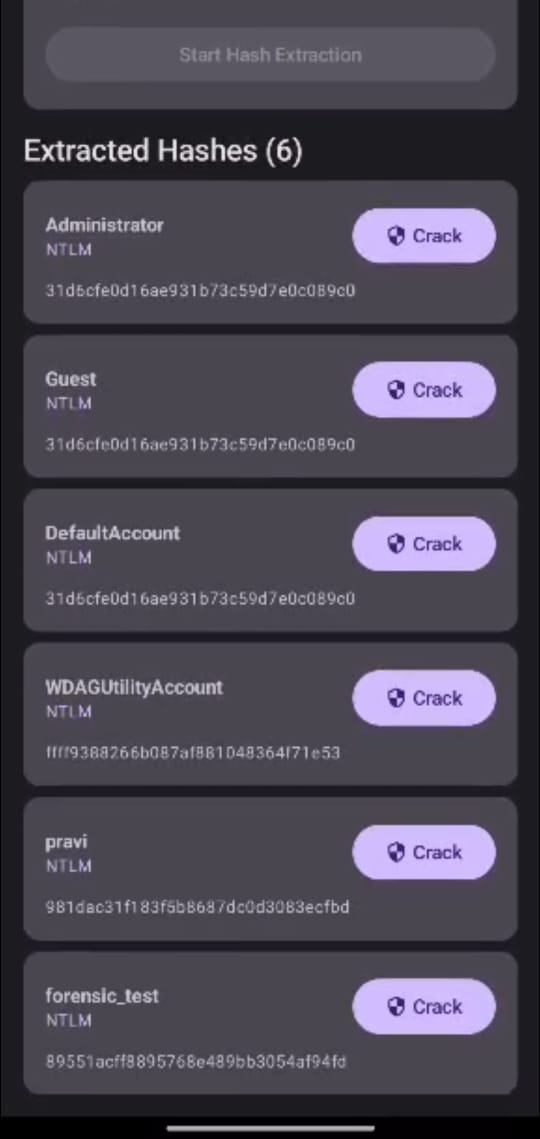 Start Hash Extraction
Extracted Hashes (6)
Administrator
Crack
NTLM
31d6cfe0d16ae931b73c59d7e0c089c0
Guest
Crack
NTLM
31d6cfe0d16ae931b73c59d7e0c089c0
DefaultAccount
Crack
NTLM
31d6cfe0d16ae931b73c59d7e0c089c0
WDAGUtilityAccount
Crack
NTLM
ffff9388266b087af881048364f71e53
pravi
Crack
NTLM
981dac31f183f5b8687dc0d3083ecfbd
forensic_test
Crack
NTLM
89551acff8895768e489bb3054af94fd